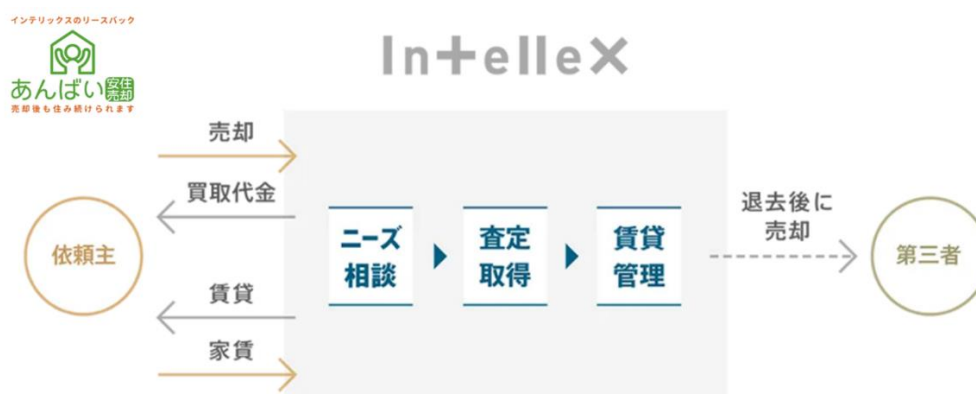 インテリックスのリースバック
あんばい 安住売却
売却後も住み続けられます
IntelleX
売却
買取代金
依頼主
賃貸
家賃
ニーズ
相談
査定
取得
賃貸
管理
退去後に
売却
第三者